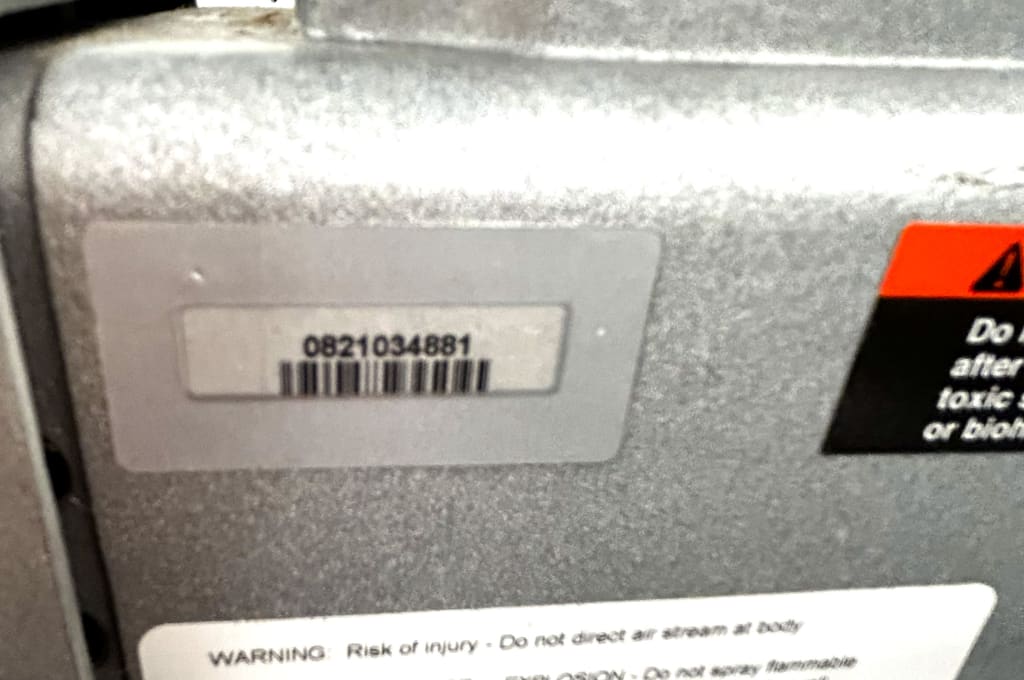 0821034881
Do
after
toxic
or bioh
WARNING: Risk of injury - Do not direct air stream at body
EXPLOSION - Do not spray flammable